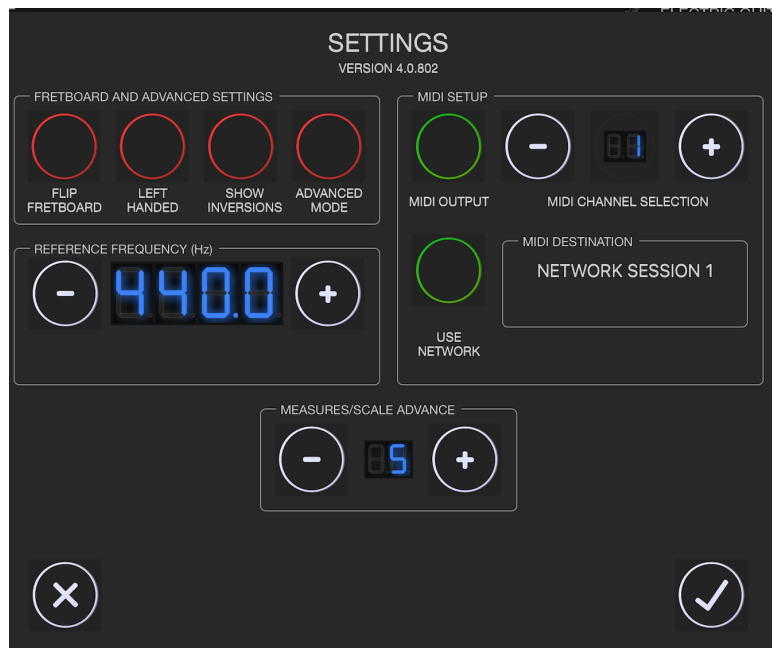 SETTINGS
VERSION 4.0.802
FRETBOARD AND ADVANCED SETTINGS
FLIP
FRETBOARD
LEFT
HANDED
SHOW
INVERSIONS
ADVANCED
MODE
REFERENCE FREQUENCY (Hz)
-
440.0
+
MIDI SETUP
MIDI OUTPUT
-
1
+
MIDI CHANNEL SELECTION
USE
NETWORK
MIDI DESTINATION
NETWORK SESSION 1
MEASURES/SCALE ADVANCE
-
5
+